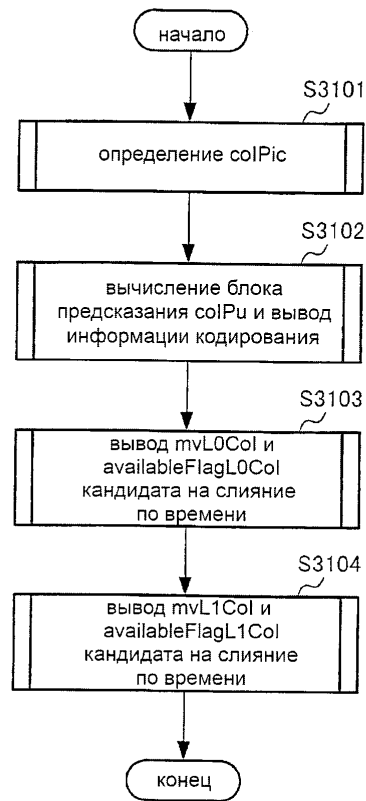 начало
S3101
определение colPic
S3102
вычисление блока
предсказания colPu и вывод
информации кодирования
S3103
вывод mvL0Col и
availableFlagL0Col
кандидата на слияние
по времени
S3104
вывод mvL1Col и
availableFlagL1Col
кандидата на слияние
по времени
конец